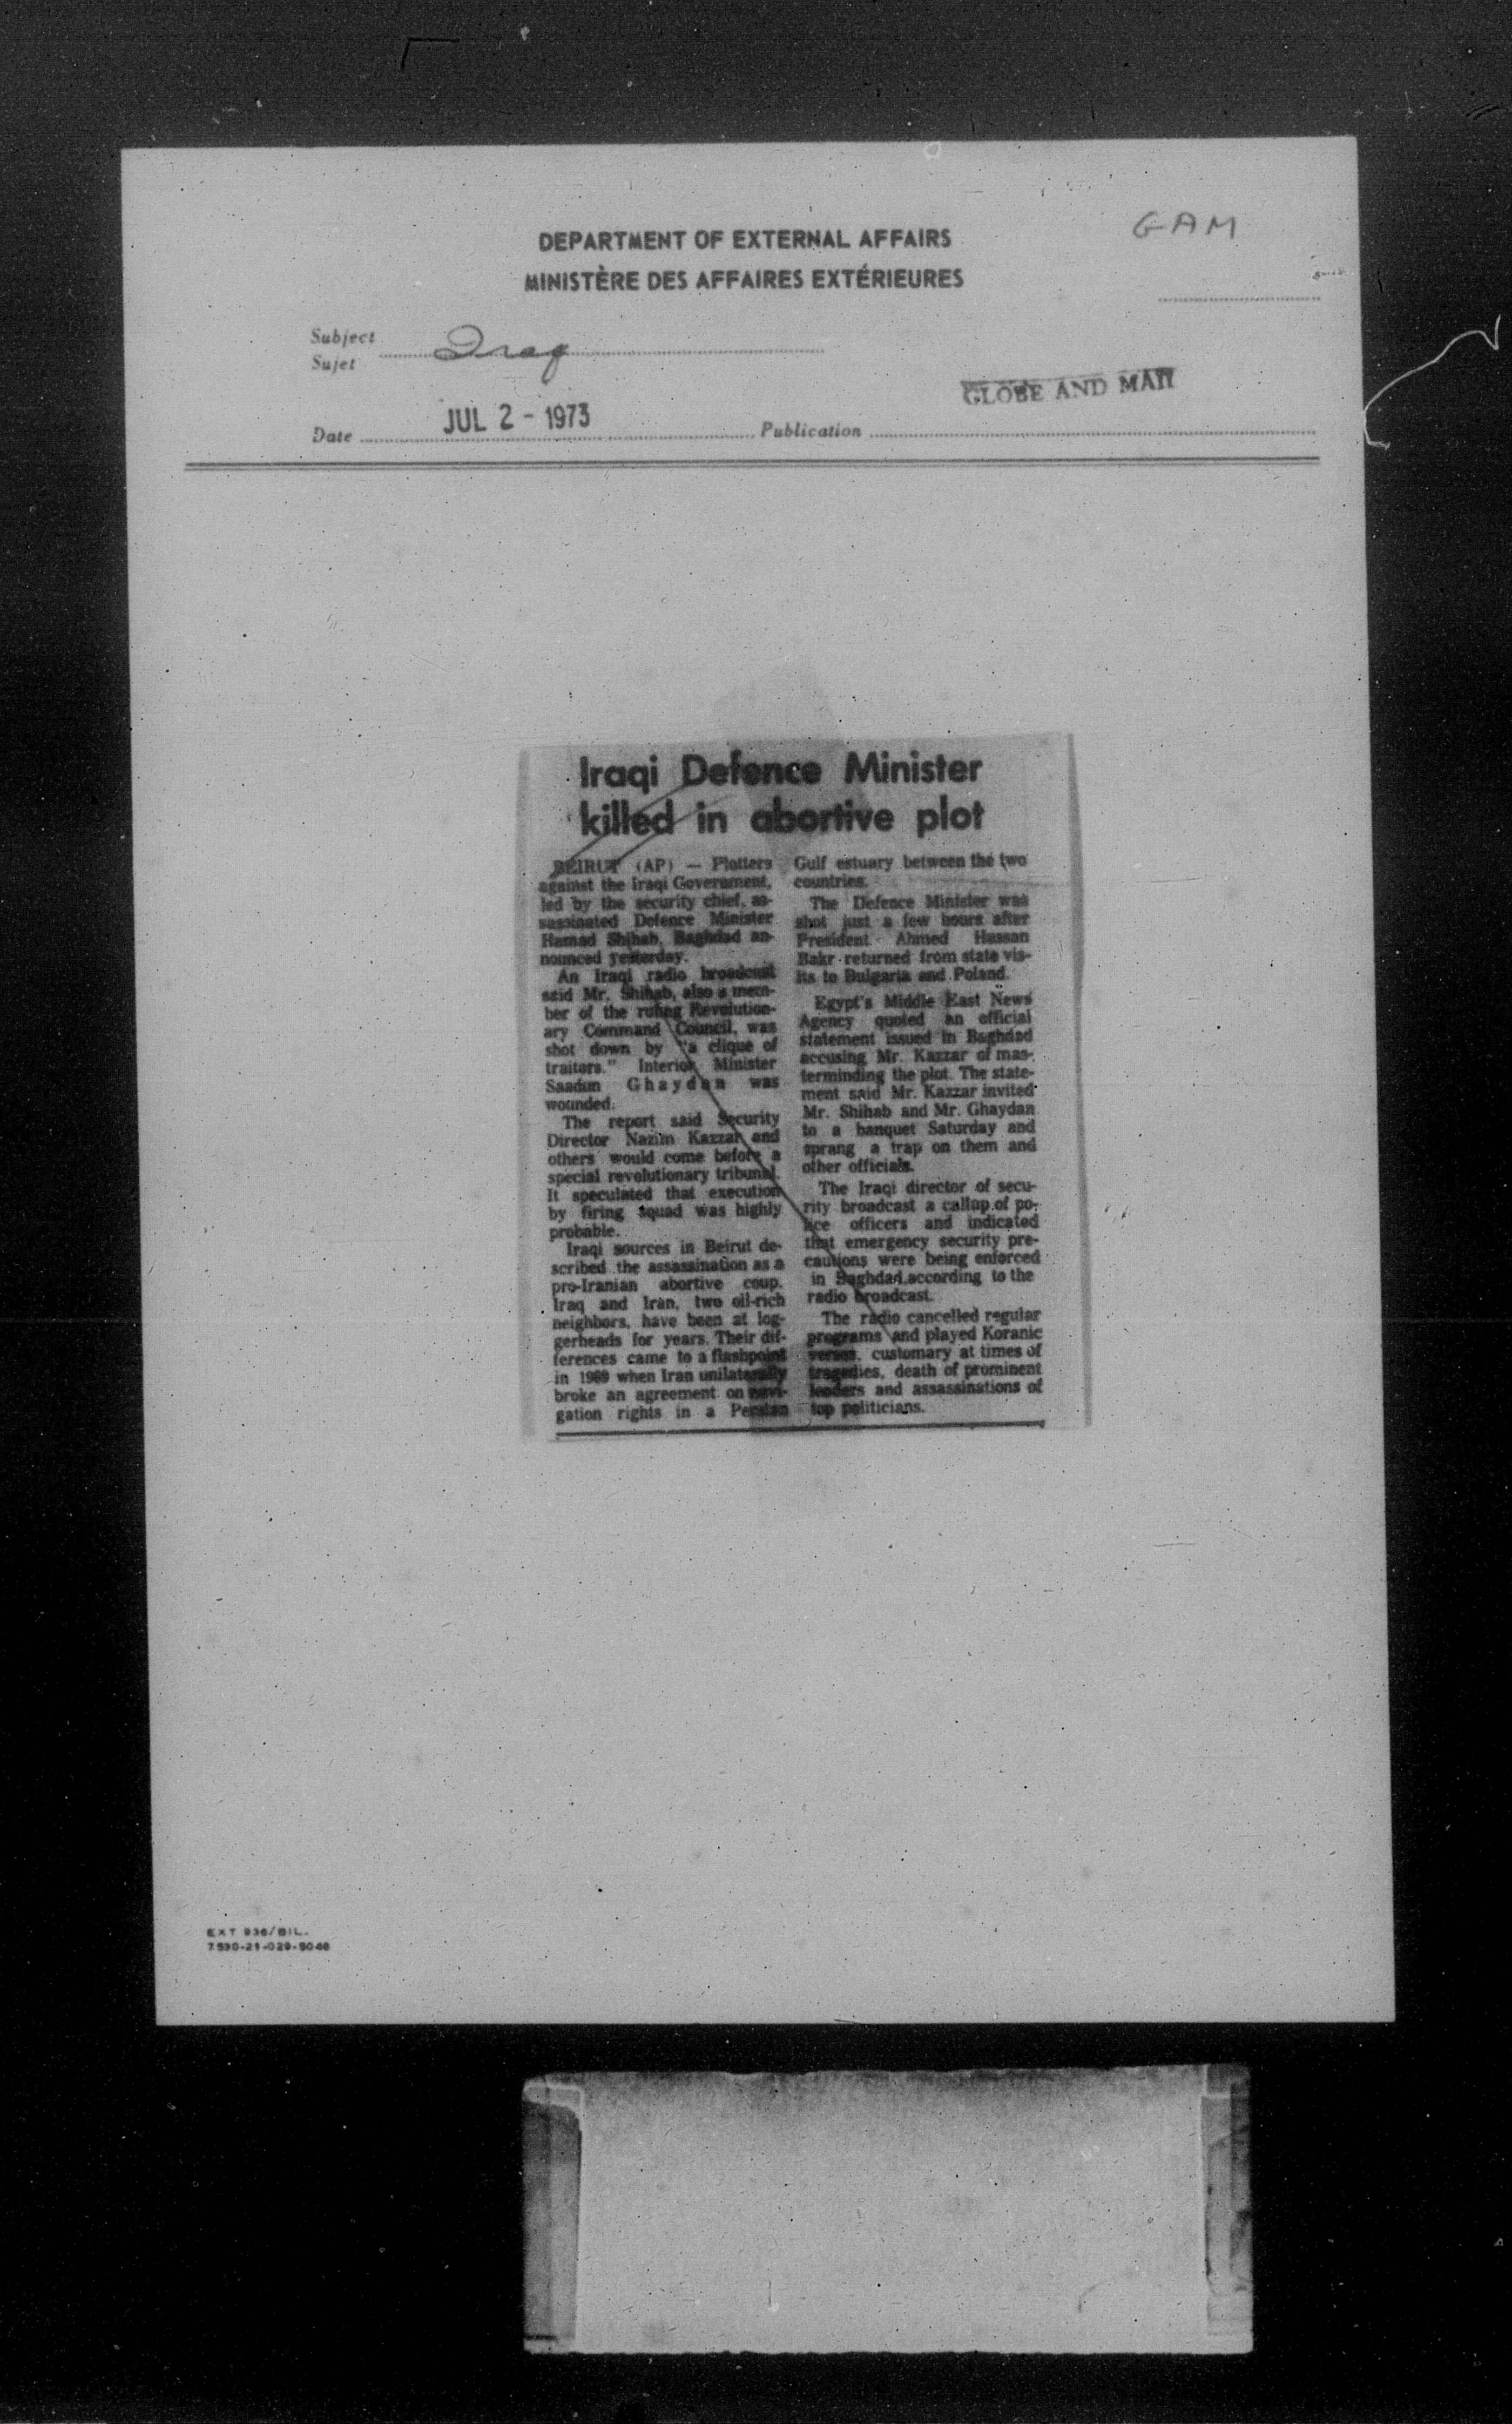 GAM
DEPARTMENT OF EXTERNAL AFFAIRS
MINISTÈRE DES AFFAIRES EXTÉRIEURES
Subject
Sujet
Iraq
GLOBE AND MAIL
Date JUL 2 - 1973 Publication
Iraqi Defence Minister
killed in abortive plot
BEIRUT (AP) — Plotters
against the Iraqi Government,
led by the security chief, as-
sassinated Defence Minister
Hamad Shihab, Baghdad an-
nounced yesterday.
An Iraqi radio broadcast
said Mr. Shihab, also a mem-
ber of the ruling Revolution-
ary Command Council, was
shot down by "a clique of
traitors." Interior Minister
Saadun Ghaydan was
wounded.
The report said Security
Director Nazim Kazzar and
others would come before a
special revolutionary tribunal.
It speculated that execution
by firing squad was highly
probable.
Iraqi sources in Beirut de-
scribed the assassination as a
pro-Iranian abortive coup.
Iraq and Iran, two oil-rich
neighbors, have been at log-
gerheads for years. Their dif-
ferences came to a flashpoint
in 1969 when Iran unilaterally
broke an agreement on navi-
gation rights in a Persian
Gulf estuary between the two
countries.
The Defence Minister was
shot just a few hours after
President Ahmed Hassan
Bakr returned from state vis-
its to Bulgaria and Poland.
Egypt's Middle East News
Agency quoted an official
statement issued in Baghdad
accusing Mr. Kazzar of mas-
terminding the plot. The state-
ment said Mr. Kazzar invited
Mr. Shihab and Mr. Ghaydan
to a banquet Saturday and
sprang a trap on them and
other officials.
The Iraqi director of secu-
rity broadcast a callup of po-
lice officers and indicated
that emergency security pre-
cautions were being enforced
in Baghdad, according to the
radio broadcast.
The radio cancelled regular
programs and played Koranic
verses, customary at times of
tragedies, death of prominent
leaders and assassinations of
top politicians.
EXT 936/BIL.
7530-21-029-5046